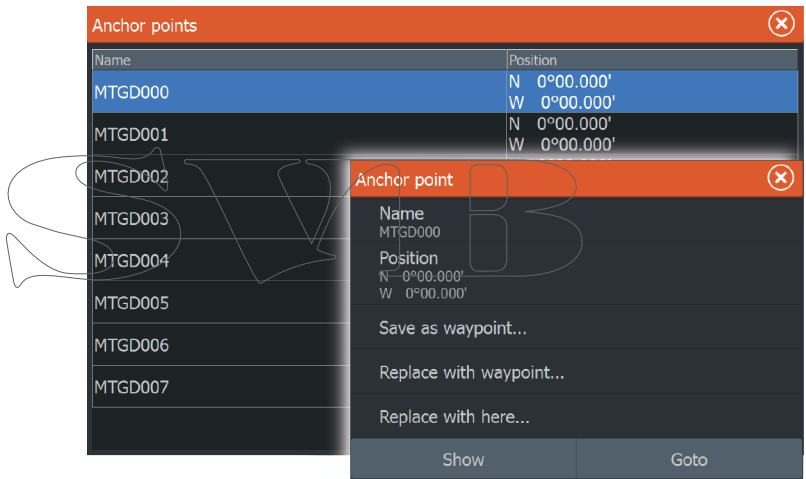 Anchor points
Name Position
MTGD000 N 0°00.000'
W 0°00.000'
MTGD001 N 0°00.000'
W 0°00.000'
MTGD002
MTGD003
MTGD004
MTGD005
MTGD006
MTGD007
Anchor point
Name
MTGD000
Position
N 0°00.000'
W 0°00.000'
Save as waypoint...
Replace with waypoint...
Replace with here...
Show Goto
SVB